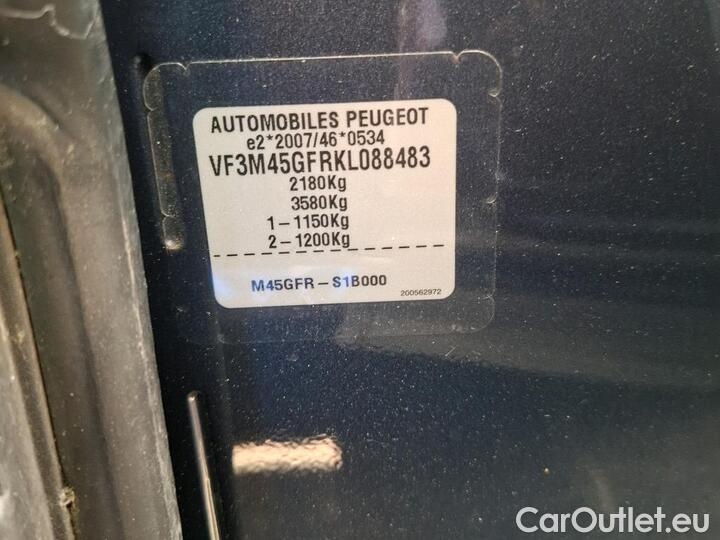 AUTOMOBILES PEUGEOT
e2*2007/46*0534
VF3M45GFRKL088483
2180Kg
3580Kg
1-1150Kg
2-1200Kg
M45GFR-S1B000
200562972
CarOutlet.eu